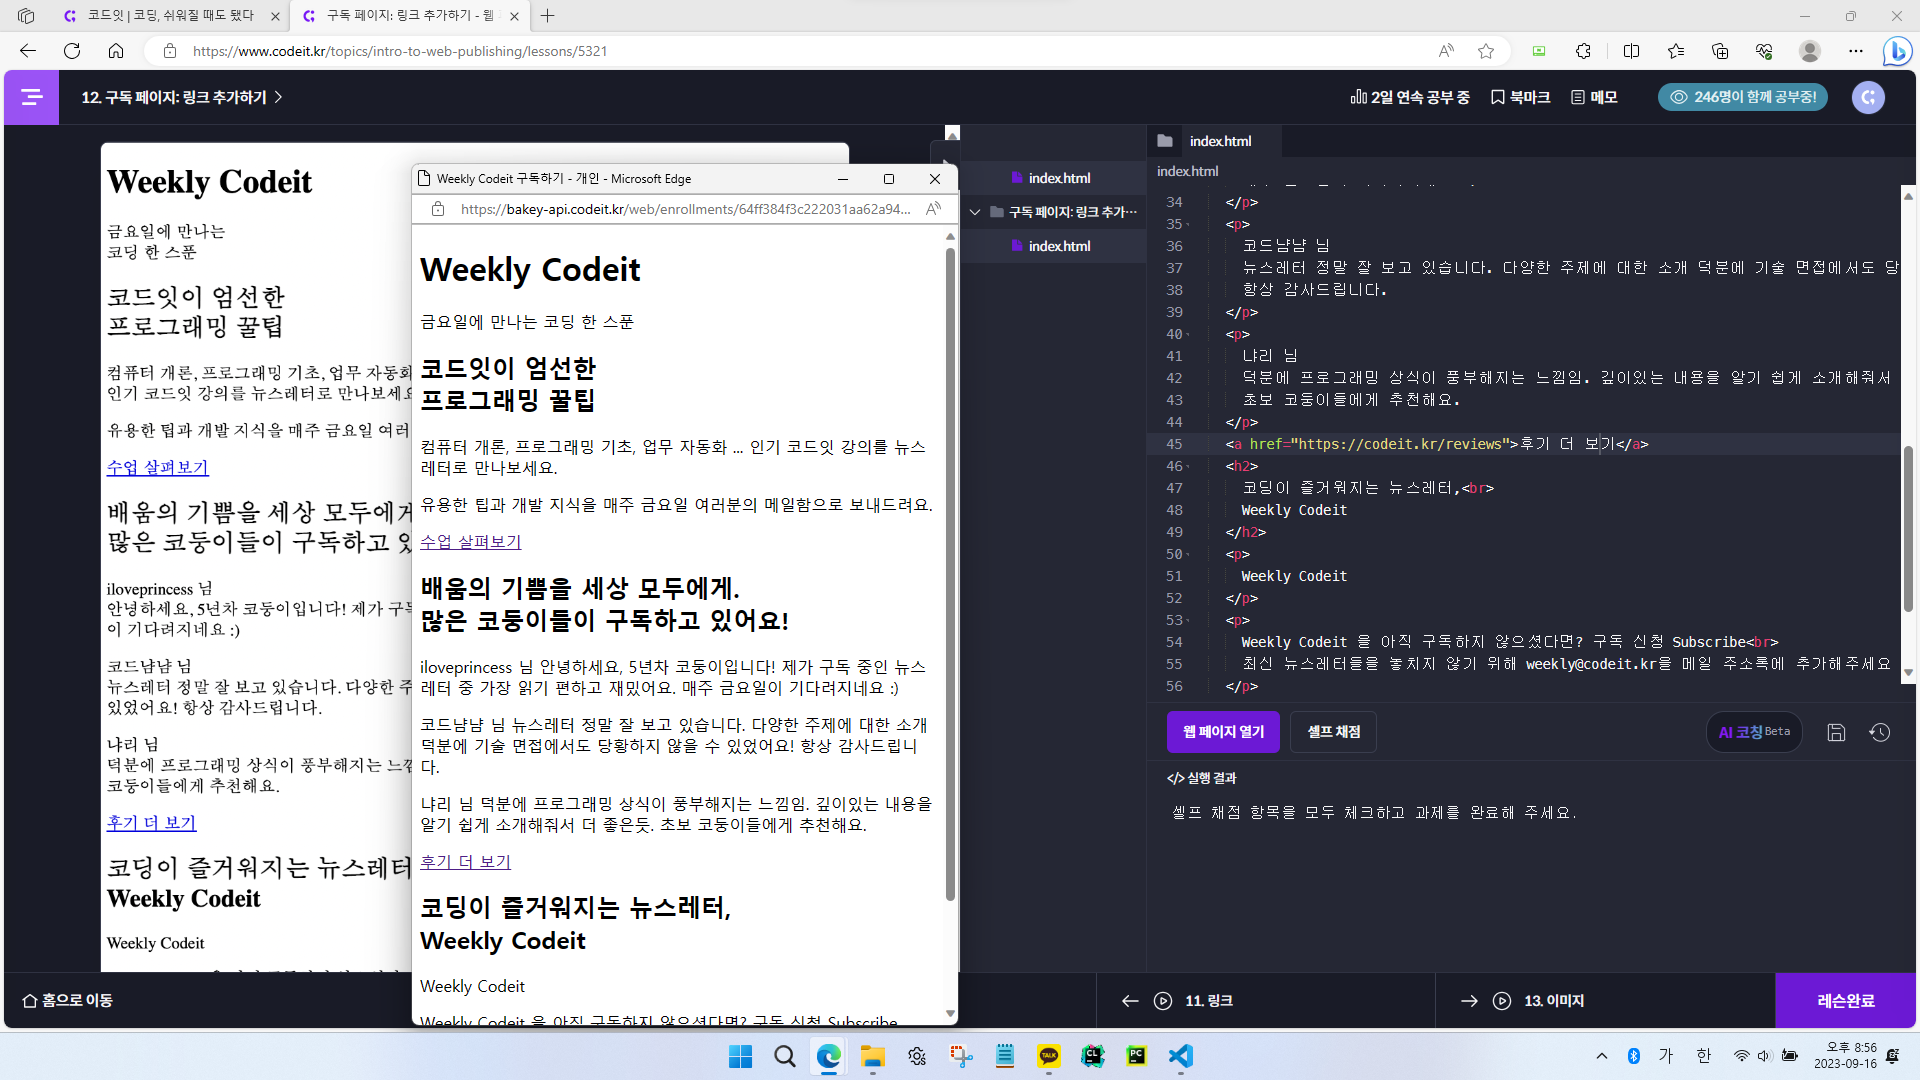 코드잇 | 코딩, 쉬워질 때도 됐다
구독 페이지: 링크 추가하기 - 웹
https://www.codeit.kr/topics/intro-to-web-publishing/lessons/5321
12. 구독 페이지: 링크 추가하기
2일 연속 공부 중
북마크
메모
246명이 함께 공부중!
Weekly Codeit
금요일에 만나는
코딩 한 스푼
코드잇이 엄선한
프로그래밍 꿀팁
컴퓨터 개론, 프로그래밍 기초, 업무 자동화
인기 코드잇 강의를 뉴스레터로 만나보세요
유용한 팁과 개발 지식을 매주 금요일 여러
수업 살펴보기
배움의 기쁨을 세상 모두에게
많은 코둥이들이 구독하고 있
iloveprincess 님
안녕하세요, 5년차 코둥이입니다! 제가 구독
이 기다려지네요 :)
코드냠냠 님
뉴스레터 정말 잘 보고 있습니다. 다양한 주
있었어요! 항상 감사드립니다.
냐리 님
덕분에 프로그래밍 상식이 풍부해지는 느낌
코둥이들에게 추천해요.
후기 더 보기
코딩이 즐거워지는 뉴스레터
Weekly Codeit
Weekly Codeit
Weekly Codeit 구독하기 - 개인 - Microsoft Edge
https://bakey-api.codeit.kr/web/enrollments/64ff384f3c222031aa62a94...
Weekly Codeit
금요일에 만나는 코딩 한 스푼
코드잇이 엄선한
프로그래밍 꿀팁
컴퓨터 개론, 프로그래밍 기초, 업무 자동화 ... 인기 코드잇 강의를 뉴스
레터로 만나보세요.
유용한 팁과 개발 지식을 매주 금요일 여러분의 메일함으로 보내드려요.
수업 살펴보기
배움의 기쁨을 세상 모두에게.
많은 코둥이들이 구독하고 있어요!
iloveprincess 님 안녕하세요, 5년차 코둥이입니다! 제가 구독 중인 뉴스
레터 중 가장 읽기 편하고 재밌어요. 매주 금요일이 기다려지네요 :)
코드냠냠 님 뉴스레터 정말 잘 보고 있습니다. 다양한 주제에 대한 소개
덕분에 기술 면접에서도 당황하지 않을 수 있었어요! 항상 감사드립니
다.
냐리 님 덕분에 프로그래밍 상식이 풍부해지는 느낌임. 깊이있는 내용을
알기 쉽게 소개해줘서 더 좋은듯. 초보 코둥이들에게 추천해요.
후기 더 보기
코딩이 즐거워지는 뉴스레터,
Weekly Codeit
Weekly Codeit
Weekly Codeit 을 아직 구독하지 않으셨다면? 구독 신청 Subscribe
index.html
구독 페이지: 링크 추가…
index.html
index.html
index.html
34 </p>
35 <p>
36 코드냠냠 님
37 뉴스레터 정말 잘 보고 있습니다. 다양한 주제에 대한 소개 덕분에 기술 면접에서도 당
38 항상 감사드립니다.
39 </p>
40 <p>
41 냐리 님
42 덕분에 프로그래밍 상식이 풍부해지는 느낌임. 깊이있는 내용을 알기 쉽게 소개해줘서
43 초보 코둥이들에게 추천해요.
44 </p>
45 <a href="https://codeit.kr/reviews">후기 더 보기</a>
46 <h2>
47 코딩이 즐거워지는 뉴스레터,<br>
48 Weekly Codeit
49 </h2>
50 <p>
51 Weekly Codeit
52 </p>
53 <p>
54 Weekly Codeit 을 아직 구독하지 않으셨다면? 구독 신청 Subscribe<br>
55 최신 뉴스레터들을 놓치지 않기 위해 weekly@codeit.kr을 메일 주소록에 추가해주세요
56 </p>
웹 페이지 열기
셀프 채점
AI 코칭 Beta
</> 실행 결과
셀프 채점 항목을 모두 체크하고 과제를 완료해 주세요.
홈으로 이동
11. 링크
13. 이미지
레슨완료
TALK
CL
PC
가
한
오후 8:56
2023-09-16